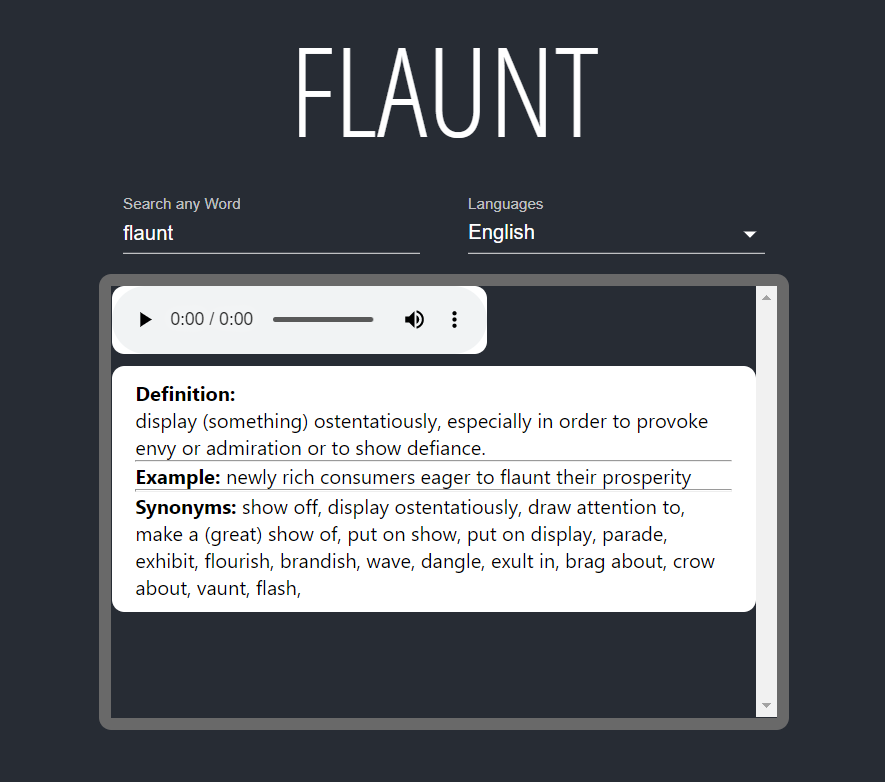 FLAUNT
Search any Word
flaunt
Languages
English
0:00 / 0:00
Definition:
display (something) ostentatiously, especially in order to provoke
envy or admiration or to show defiance.
Example: newly rich consumers eager to flaunt their prosperity
Synonyms: show off, display ostentatiously, draw attention to,
make a (great) show of, put on show, put on display, parade,
exhibit, flourish, brandish, wave, dangle, exult in, brag about, crow
about, vaunt, flash,